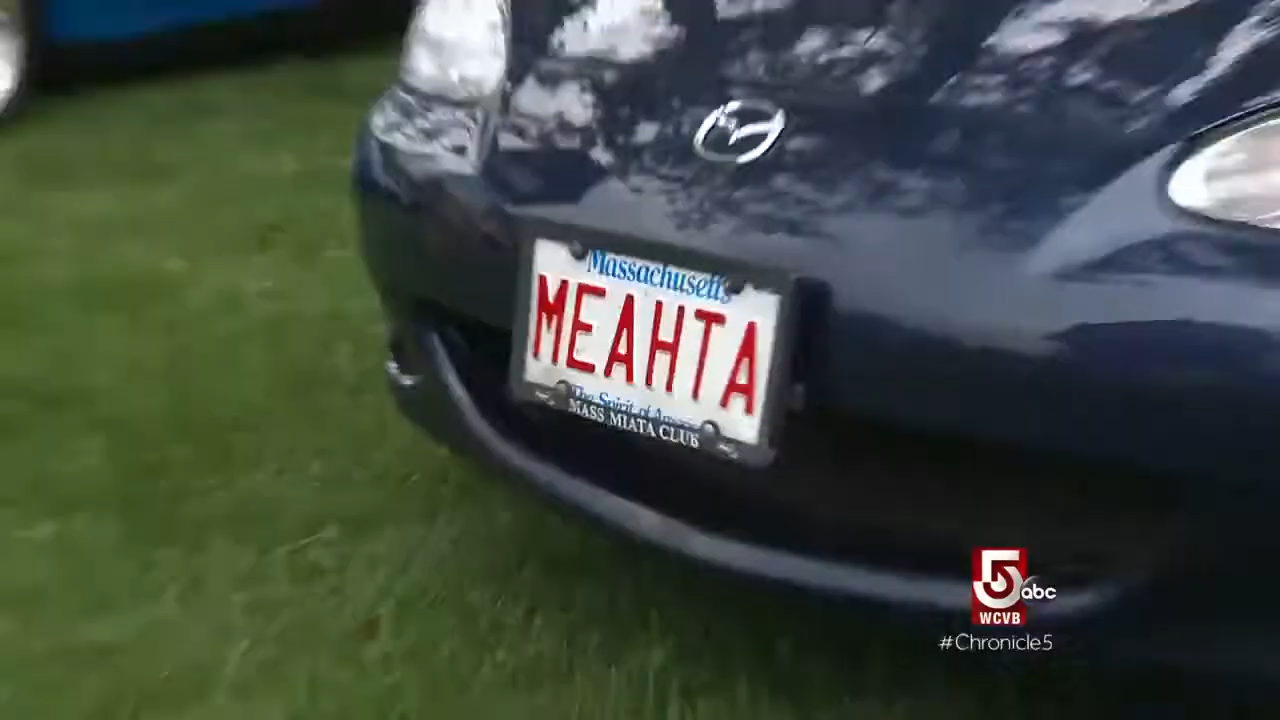 Massachusetts
MEAHTA
The Spirit of America
MASS MIATA CLUB
5
abc
WCVB
#Chronicle5